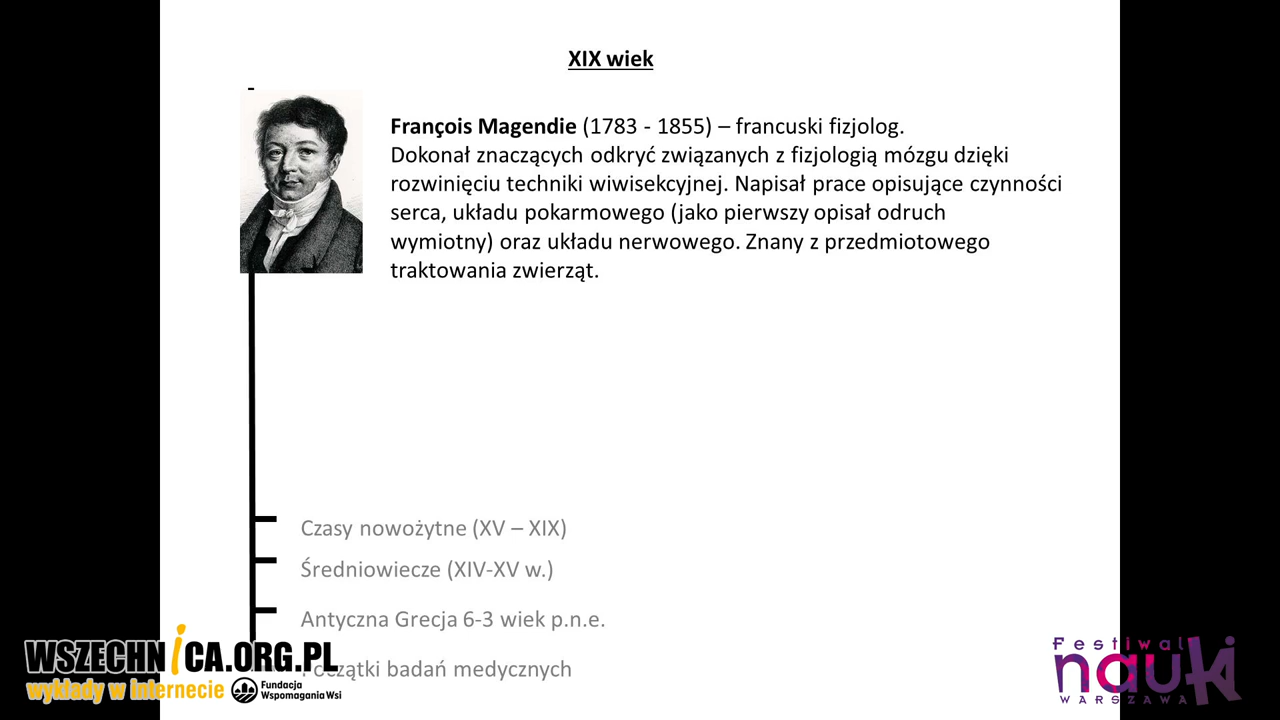 XIX wiek
François Magendie (1783 - 1855) – francuski fizjolog.
Dokonał znaczących odkryć związanych z fizjologią mózgu dzięki
rozwinięciu techniki wiwisekcyjnej. Napisał prace opisujące czynności
serca, układu pokarmowego (jako pierwszy opisał odruch
wymiotny) oraz układu nerwowego. Znany z przedmiotowego
traktowania zwierząt.
Czasy nowożytne (XV – XIX)
Średniowiecze (XIV-XV w.)
Antyczna Grecja 6-3 wiek p.n.e.
Początki badań medycznych
WSZECHNiCA.ORG.PL
wykłady w internecie
Fundacja
Wspomagania Wsi
Festiwal
nauki
WARSZAWA